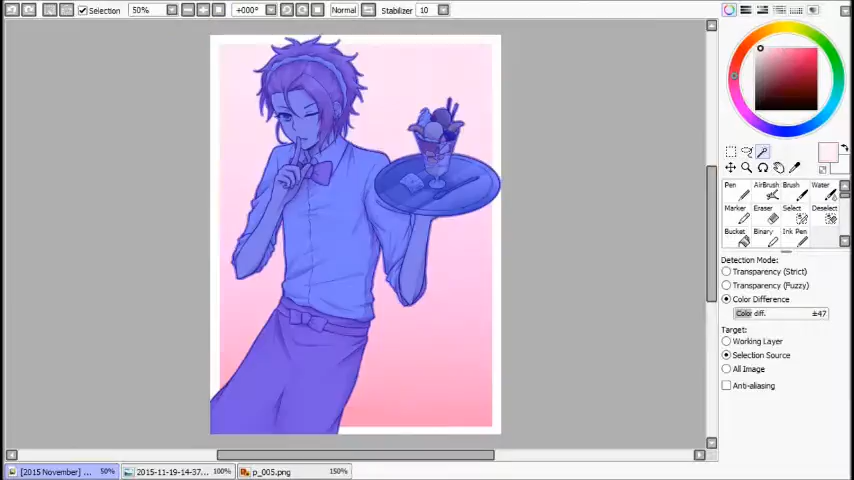 Selection 50% +000° Normal Stabilizer 10
Pen AirBrush Brush Water
Marker Eraser Select Deselect
Bucket Binary Ink Pen
Detection Mode:
Transparency (Strict)
Transparency (Fuzzy)
Color Difference
Color diff. ±47
Target:
Working Layer
Selection Source
All Image
Anti-aliasing
[2015 November] ... 50% 2015-11-19-14-37... 100% p_005.png 150%